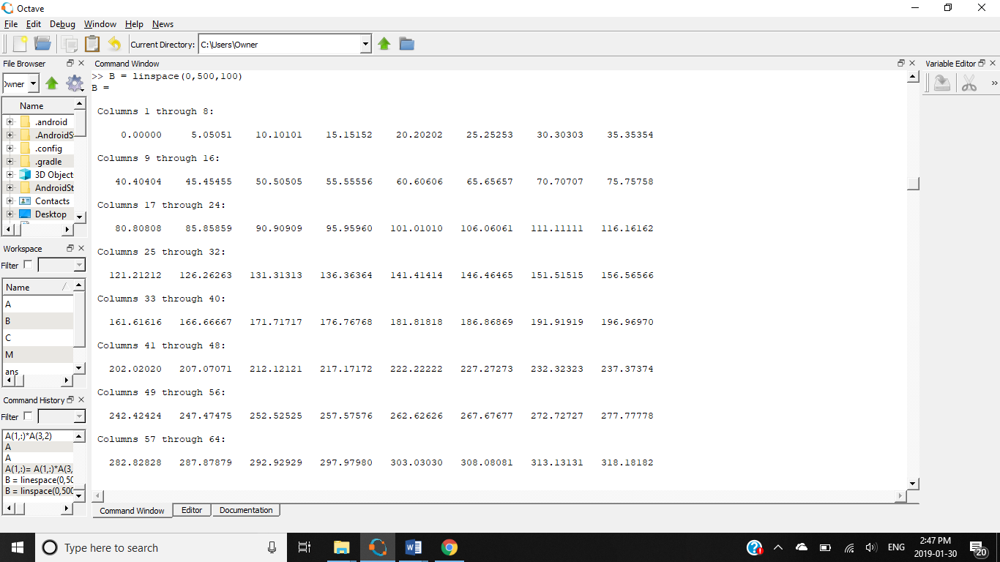 Octave
File Edit Debug Window Help News
Current Directory: C:\Users\Owner
File Browser
Owner
Name
.android
.AndroidS
.config
.gradle
3D Object
AndroidSt
Contacts
Desktop
Workspace
Filter
Name
A
B
C
M
ans
Command History
Filter
A(1,:)*A(3,2)
A
A
A(1,:)= A(1,:)*A(3,
B = linespace(0,50
B = linspace(0,500
Command Window
>> B = linspace(0,500,100)
B =
Columns 1 through 8:
0.00000 5.05051 10.10101 15.15152 20.20202 25.25253 30.30303 35.35354
Columns 9 through 16:
40.40404 45.45455 50.50505 55.55556 60.60606 65.65657 70.70707 75.75758
Columns 17 through 24:
80.80808 85.85859 90.90909 95.95960 101.01010 106.06061 111.11111 116.16162
Columns 25 through 32:
121.21212 126.26263 131.31313 136.36364 141.41414 146.46465 151.51515 156.56566
Columns 33 through 40:
161.61616 166.66667 171.71717 176.76768 181.81818 186.86869 191.91919 196.96970
Columns 41 through 48:
202.02020 207.07071 212.12121 217.17172 222.22222 227.27273 232.32323 237.37374
Columns 49 through 56:
242.42424 247.47475 252.52525 257.57576 262.62626 267.67677 272.72727 277.77778
Columns 57 through 64:
282.82828 287.87879 292.92929 297.97980 303.03030 308.08081 313.13131 318.18182
Command Window Editor Documentation
Variable Editor
»
Type here to search
ENG
2:47 PM
2019-01-30
20